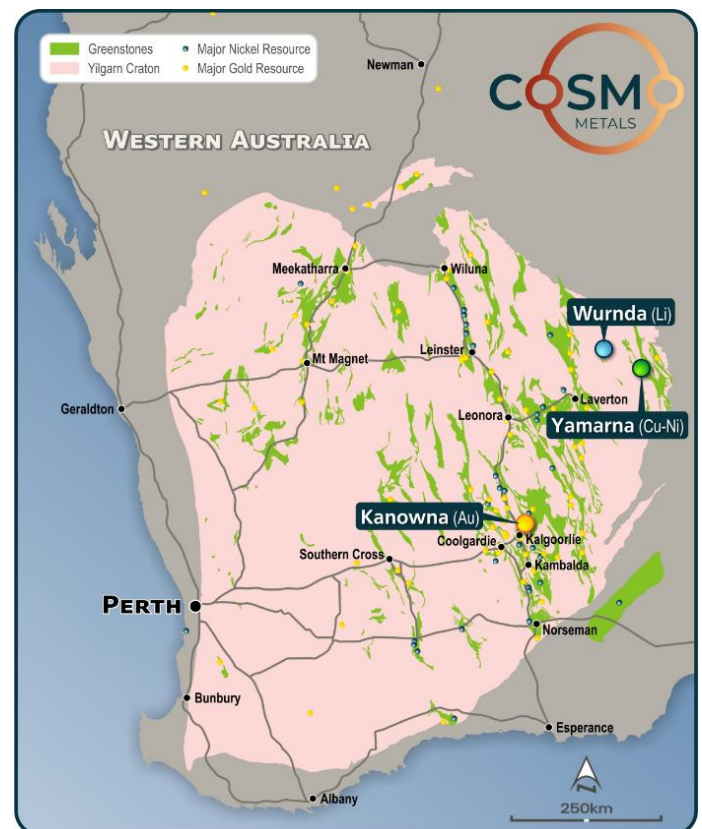 Greenstones
Major Nickel Resource
Yilgarn Craton
Major Gold Resource
Newman
COSMO
METALS
WESTERN AUSTRALIA
Meekatharra
Wiluna
Wurnda (Li)
Leinster
Mt Magnet
Laverton
Geraldton
Leonora
Yamarna (Cu-Ni)
Kanowna (Au)
Kalgoorlie
Coolgardie
Southern Cross
Kambalda
PERTH
Norseman
Bunbury
Esperance
Albany
N
250km